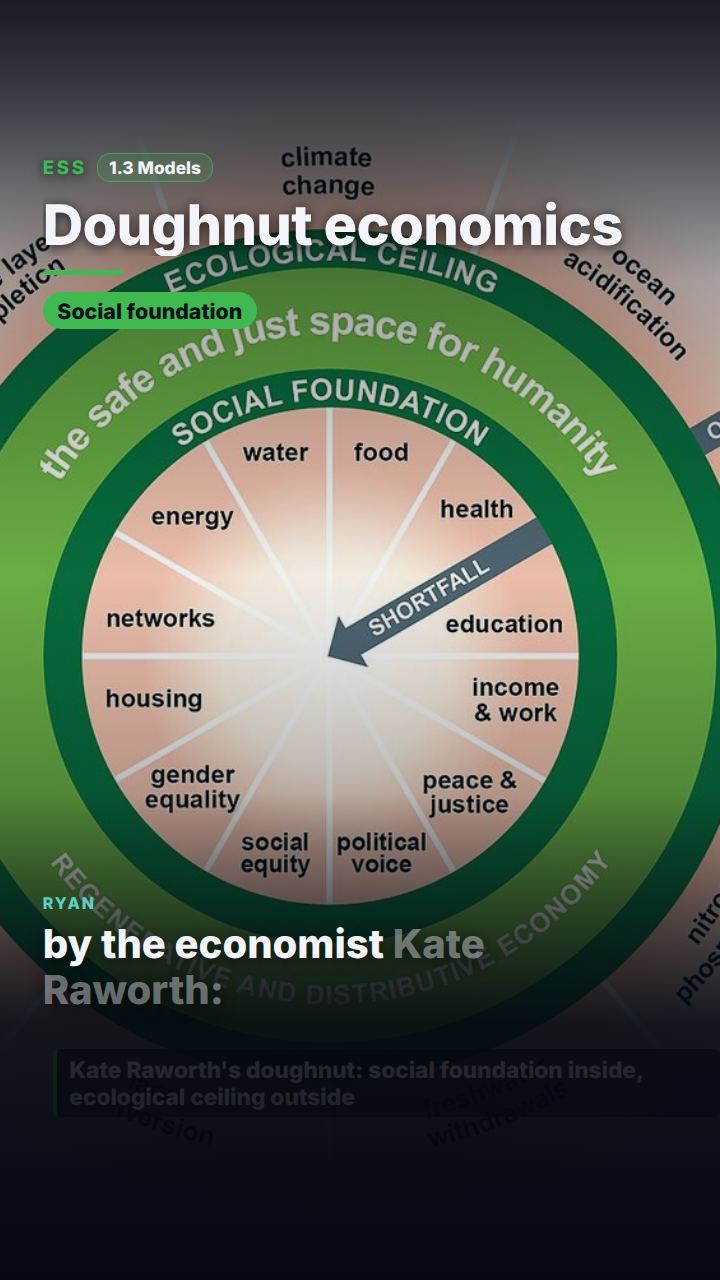 ESS 1.3 Models
climate
change
Doughnut economics
ECOLOGICAL CEILING
ocean
acidification
Social foundation
the safe and just space for humanity
SOCIAL FOUNDATION
water food
energy health
SHORTFALL
networks education
housing income
& work
gender
equality peace &
justice
social
equity political
voice
REGENERATIVE AND DISTRIBUTIVE ECONOMY
RYAN
by the economist Kate
Raworth:
Kate Raworth's doughnut: social foundation inside,
ecological ceiling outside
freshwater
withdrawals